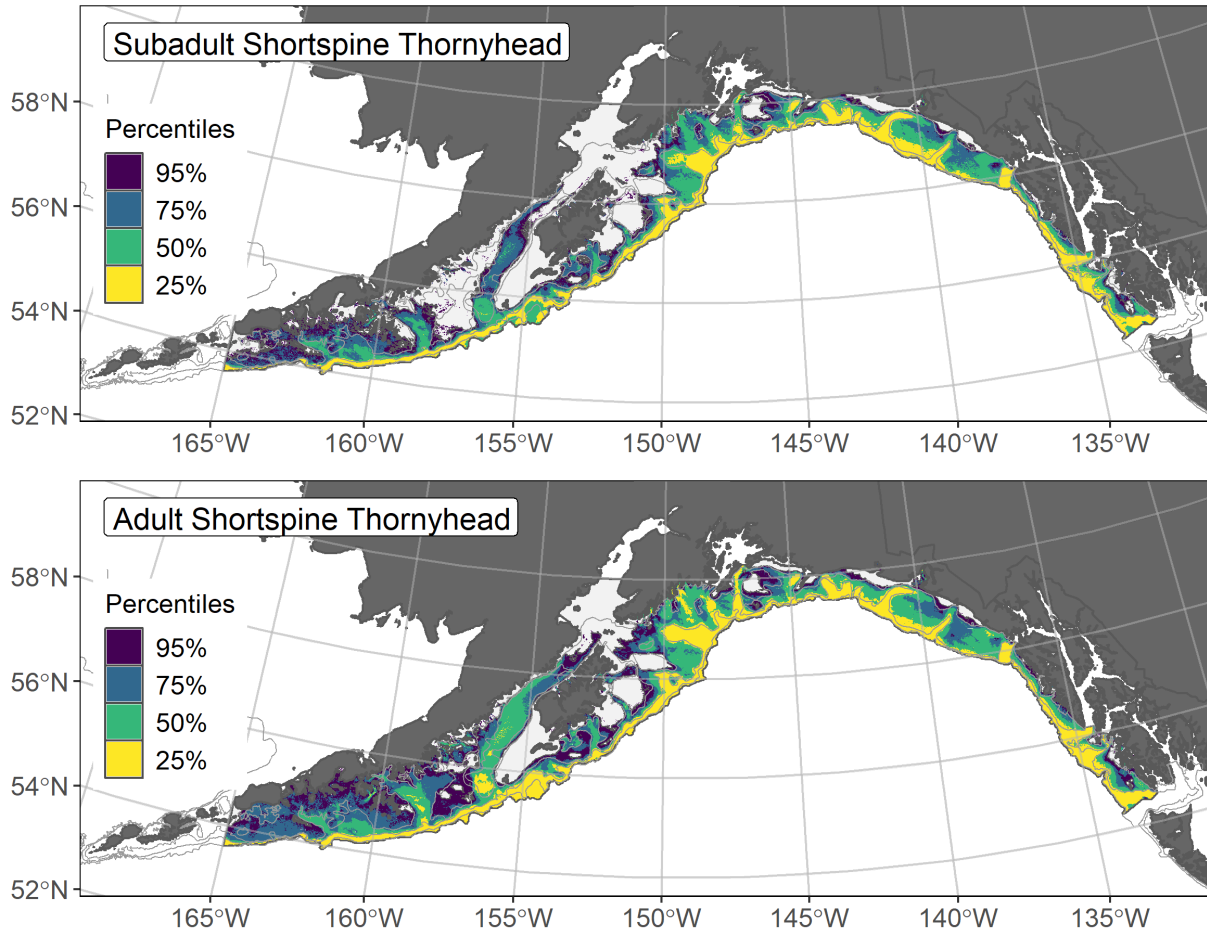 Subadult Shortspine Thornyhead
58°N
56°N
54°N
52°N
Percentiles
95%
75%
50%
25%
165°W 160°W 155°W 150°W 145°W 140°W 135°W
Adult Shortspine Thornyhead
58°N
56°N
54°N
52°N
Percentiles
95%
75%
50%
25%
165°W 160°W 155°W 150°W 145°W 140°W 135°W